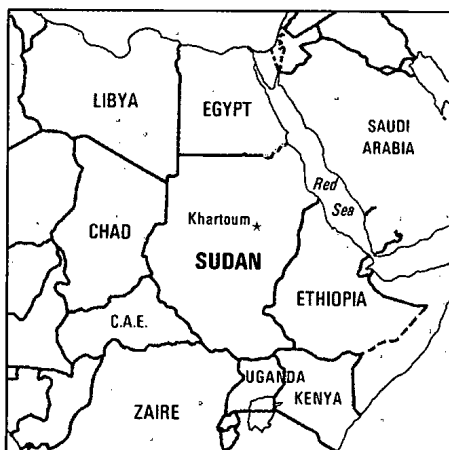 LIBYA
EGYPT
SAUDI
ARABIA
Red
Sea
Khartoum
CHAD
SUDAN
ETHIOPIA
C.A.E.
UGANDA
KENYA
ZAIRE